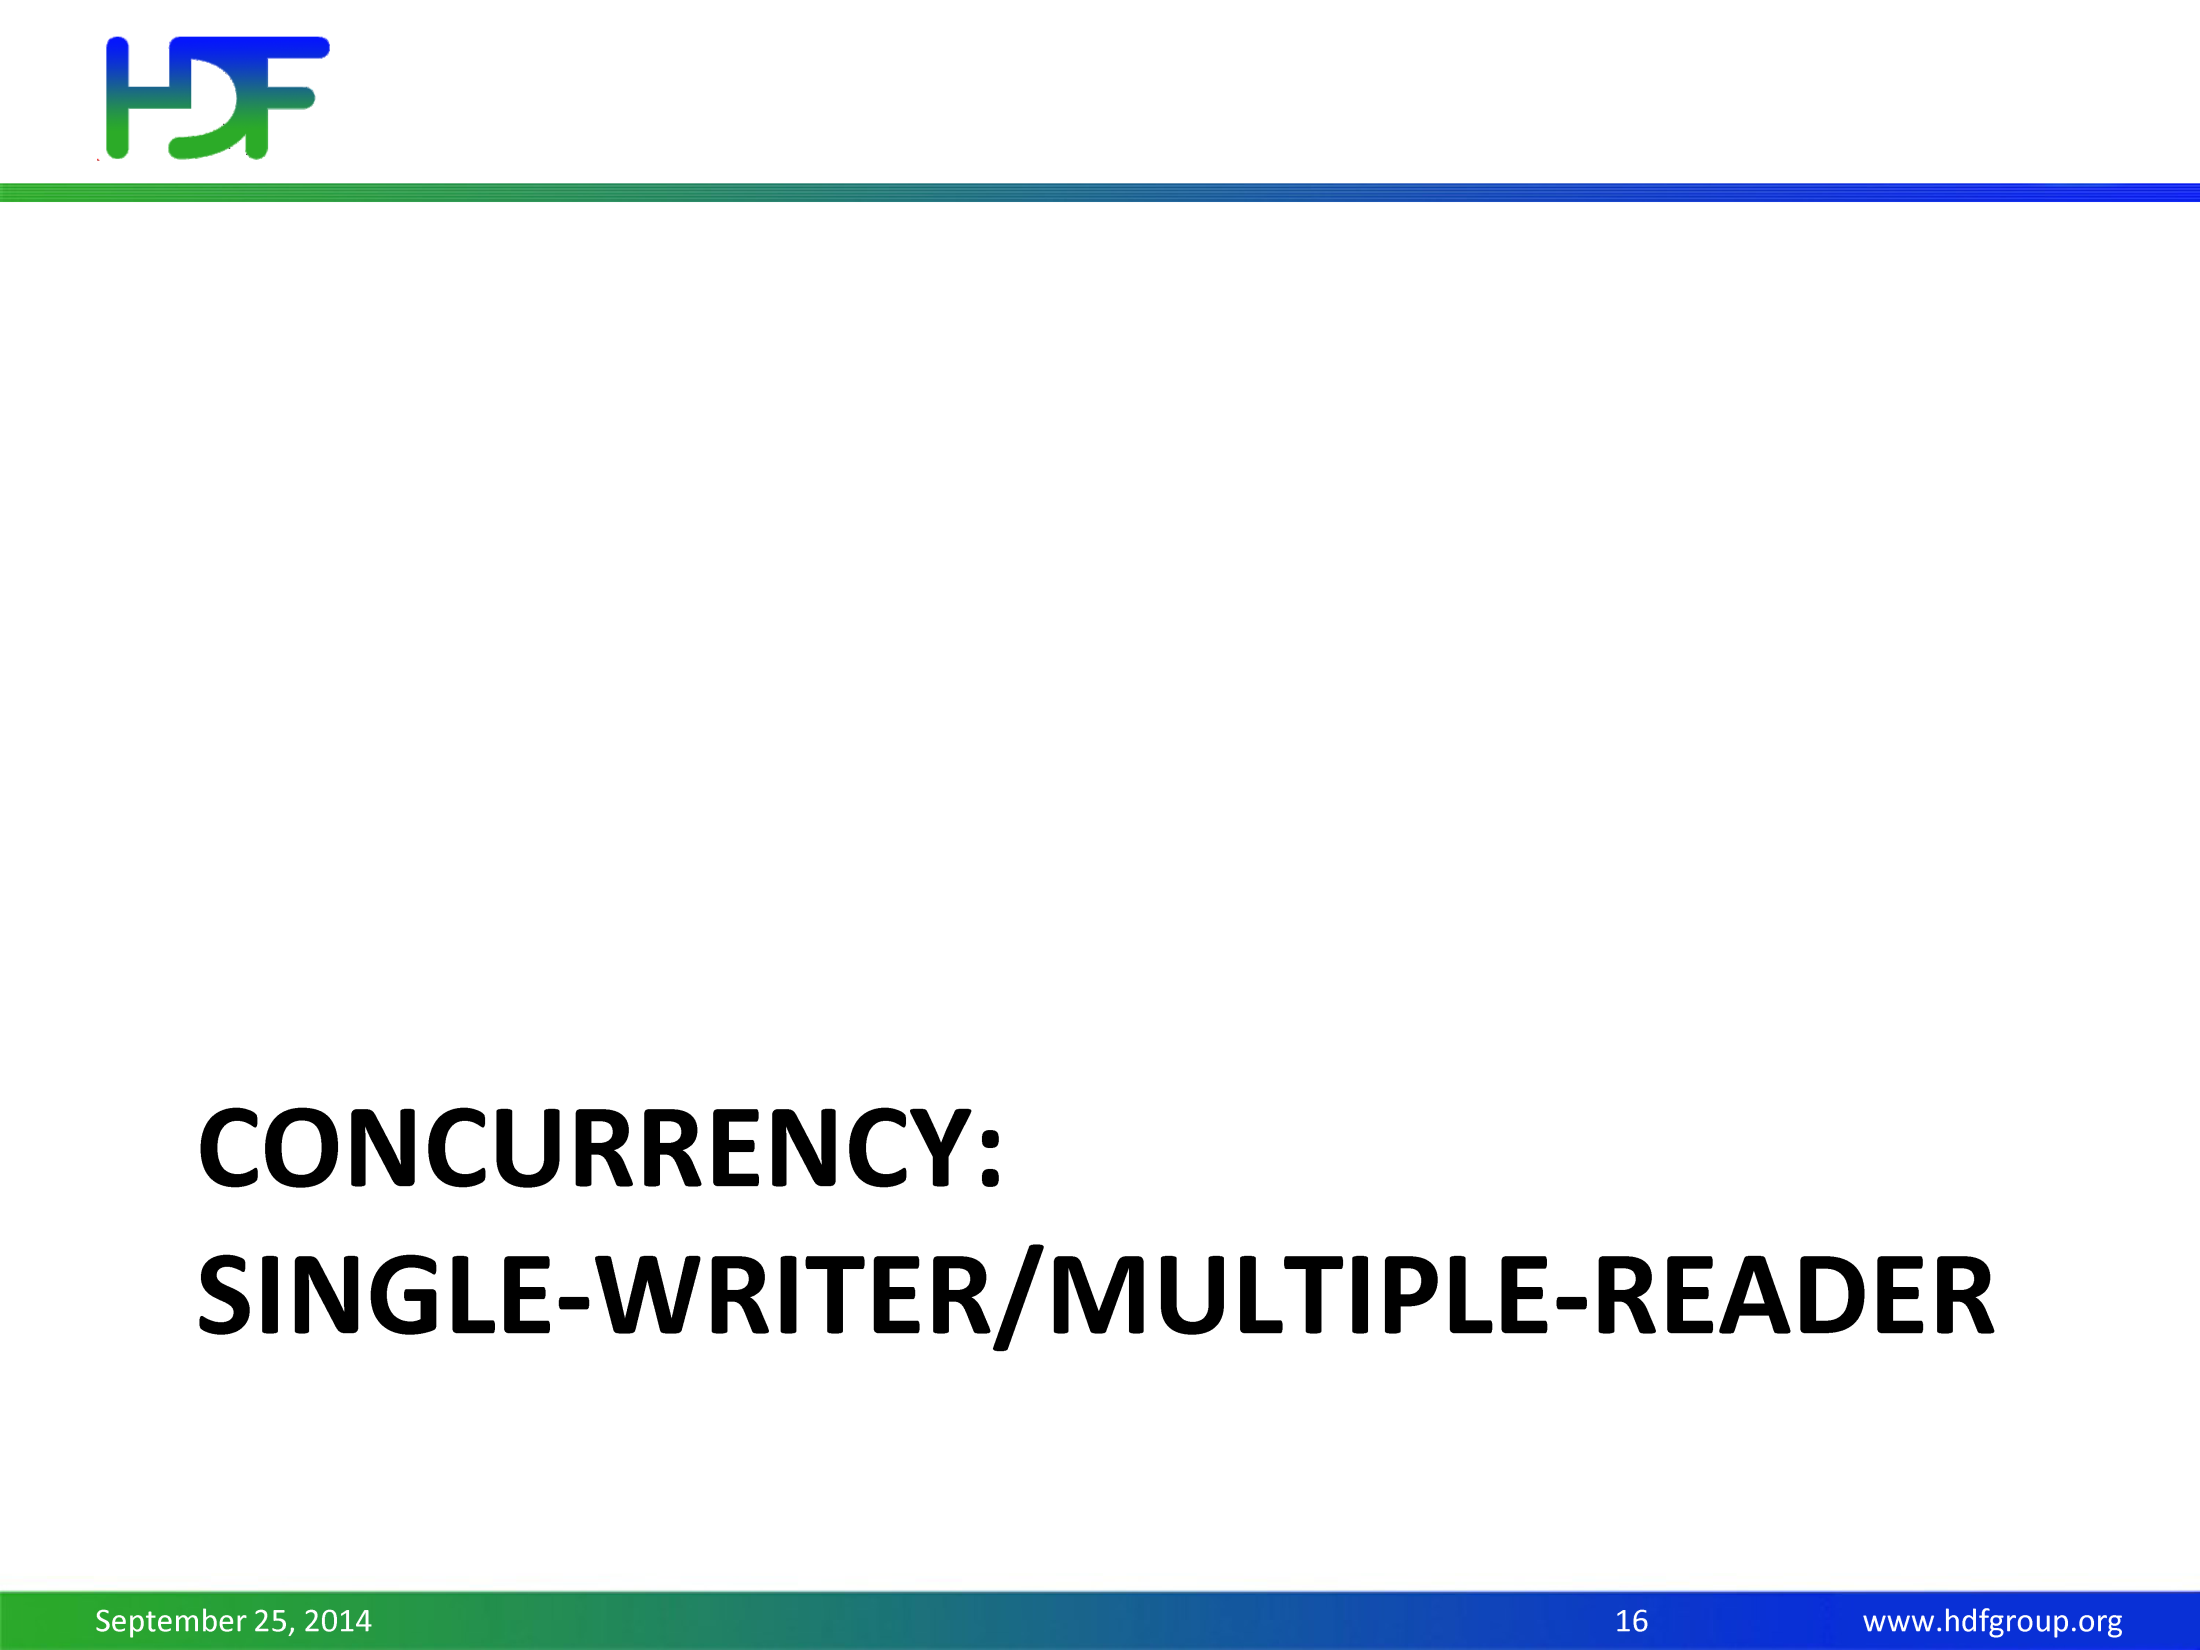 HDF
CONCURRENCY:
SINGLE-WRITER/MULTIPLE-READER
September 25, 2014
16
www.hdfgroup.org